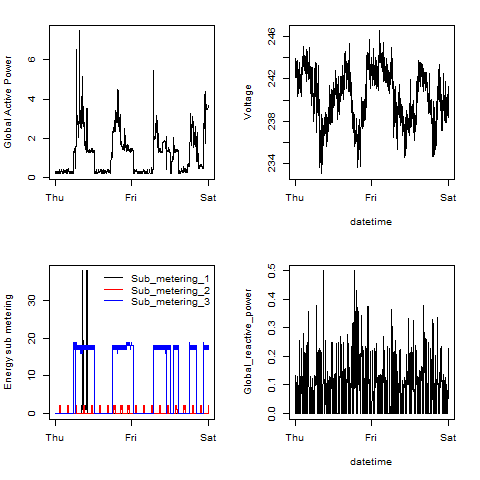 Global Active Power
6
4
2
0
Thu
Fri
Sat
Voltage
246
242
238
234
Thu
Fri
Sat
datetime
Energy sub metering
30
20
10
0
Sub_metering_1
Sub_metering_2
Sub_metering_3
Thu
Fri
Sat
Global_reactive_power
0.5
0.4
0.3
0.2
0.1
0.0
Thu
Fri
Sat
datetime